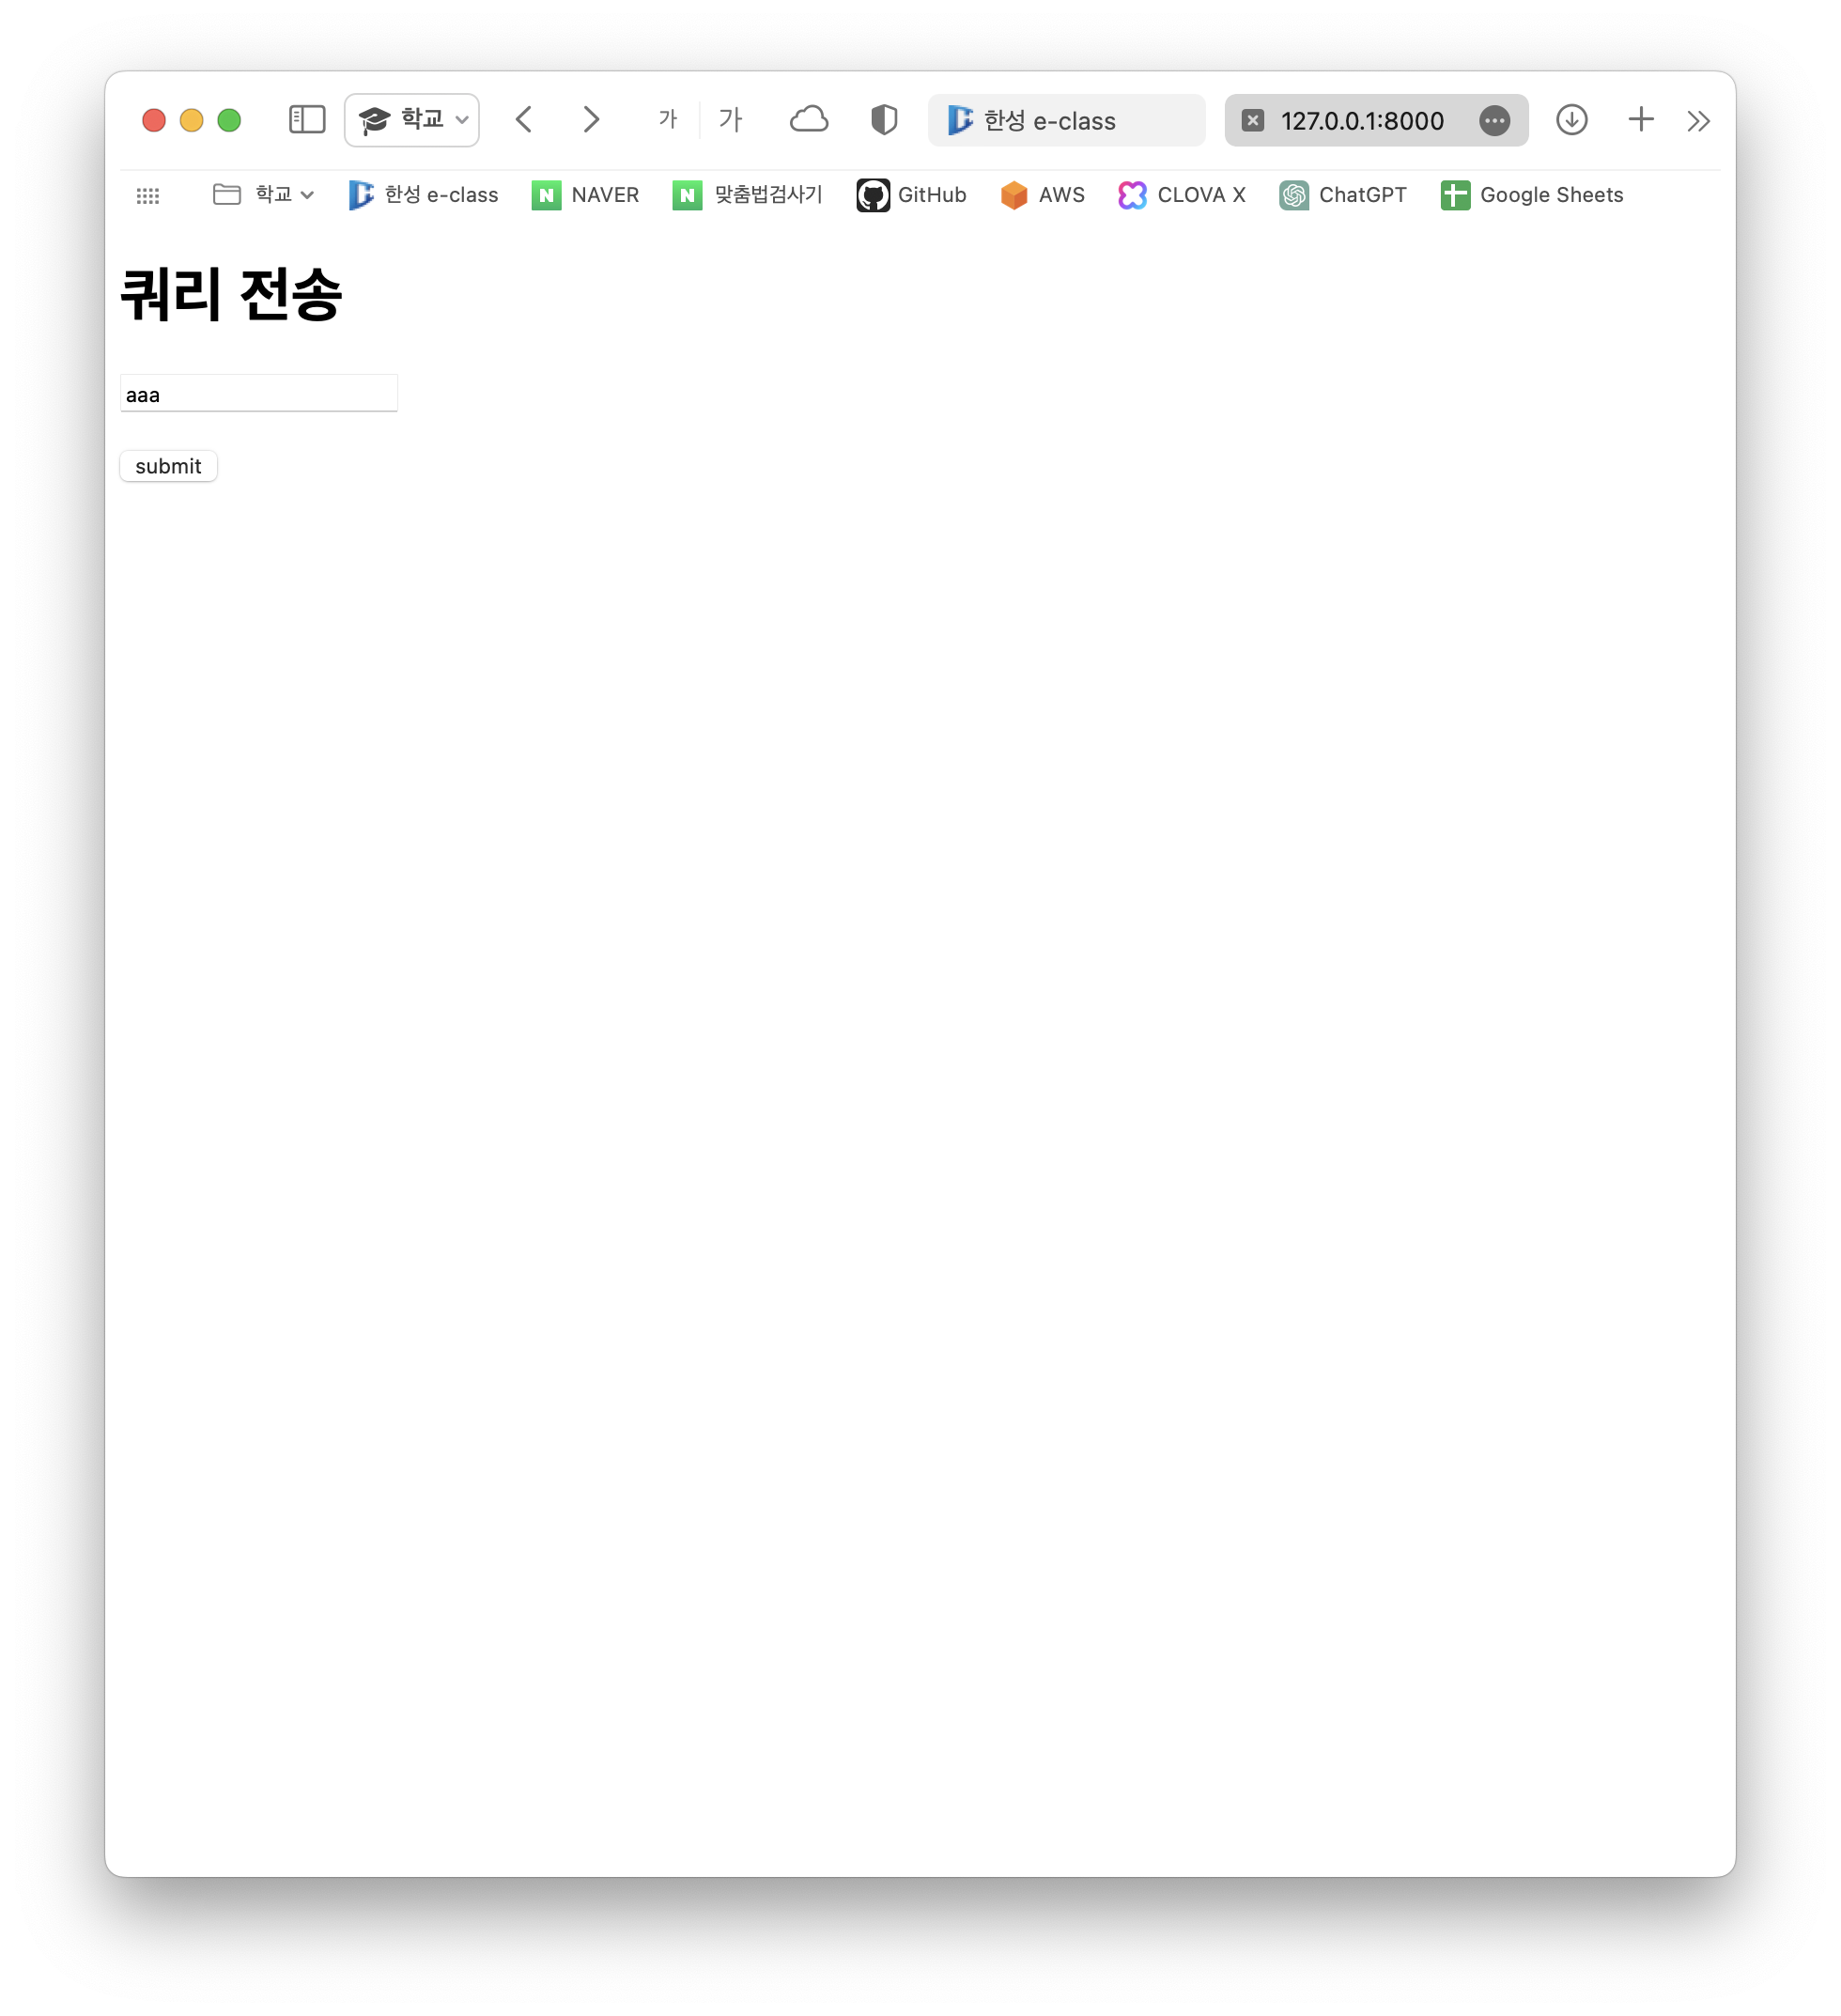 학교 가 가 한성 e-class 127.0.0.1:8000
학교 한성 e-class N NAVER N 맞춤법검사기 GitHub AWS CLOVA X ChatGPT Google Sheets
쿼리 전송
aaa
submit